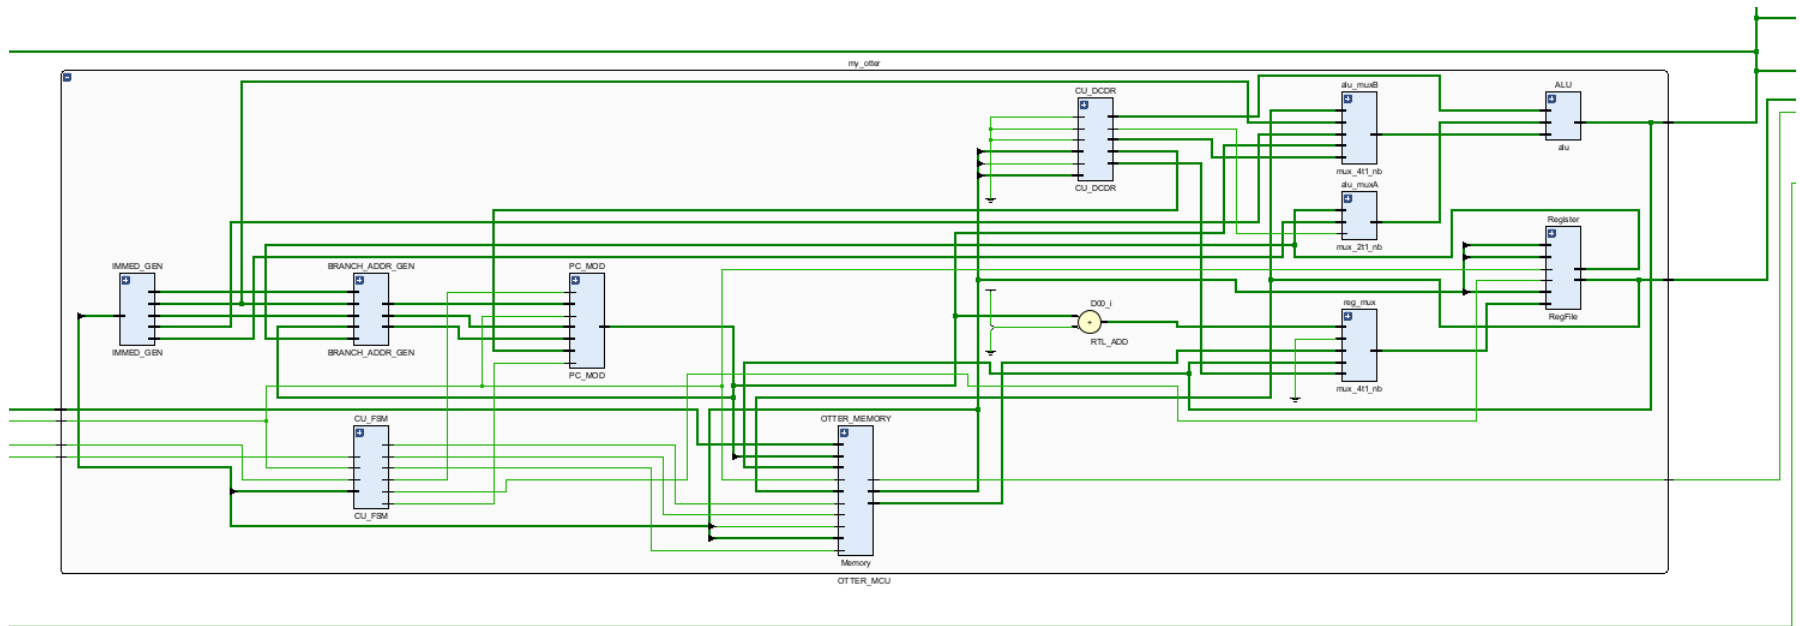 my_otter
CU_DCDR
CU_DCDR
alu_muxB
mux_4t1_nb
ALU
alu
alu_muxA
mux_2t1_nb
Register
RegFile
IMMED_GEN
IMMED_GEN
BRANCH_ADDR_GEN
BRANCH_ADDR_GEN
PC_MOD
PC_MOD
D00_i
+
RTL_ADD
reg_mux
mux_4t1_nb
CU_FSM
CU_FSM
OTTER_MEMORY
Memory
OTTER_MCU